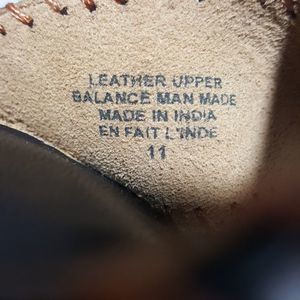 LEATHER UPPER
BALANCE MAN MADE
MADE IN INDIA
EN FAIT L'INDE
11